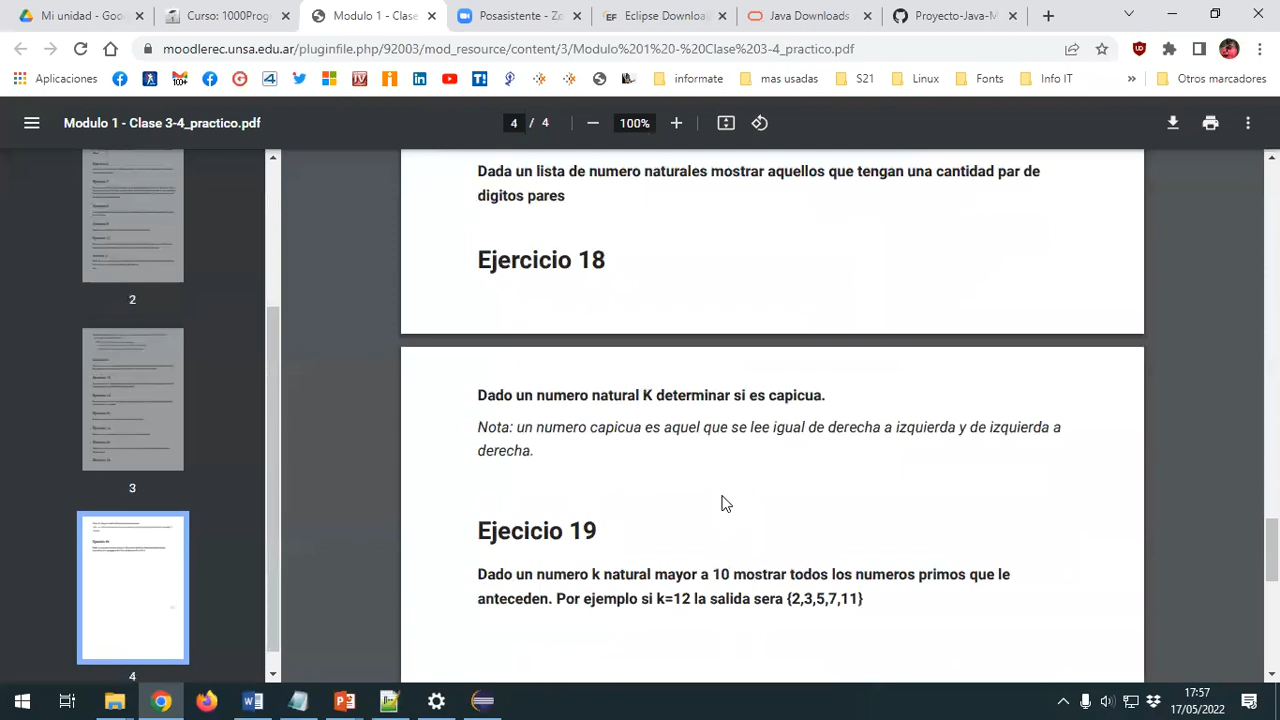 Mi unidad - Goo
Curso: 1000Prog
Modulo 1 - Clase
Posasistente - Zo
Eclipse Downloa
Java Downloads
Proyecto-Java-M
moodlerec.unsa.edu.ar/pluginfile.php/92003/mod_resource/content/3/Modulo%201%20-%20Clase%203-4_practico.pdf
Aplicaciones
informate
mas usadas
S21
Linux
Fonts
Info IT
»
Otros marcadores
Modulo 1 - Clase 3-4_practico.pdf
4 / 4
100%
2
3
4
Dada un lista de numero naturales mostrar aquellos que tengan una cantidad par de
digitos pares
Ejercicio 18
Dado un numero natural K determinar si es capicua.
Nota: un numero capicua es aquel que se lee igual de derecha a izquierda y de izquierda a
derecha.
Ejecicio 19
Dado un numero k natural mayor a 10 mostrar todos los numeros primos que le
anteceden. Por ejemplo si k=12 la salida sera {2,3,5,7,11}
17:57
17/05/2022